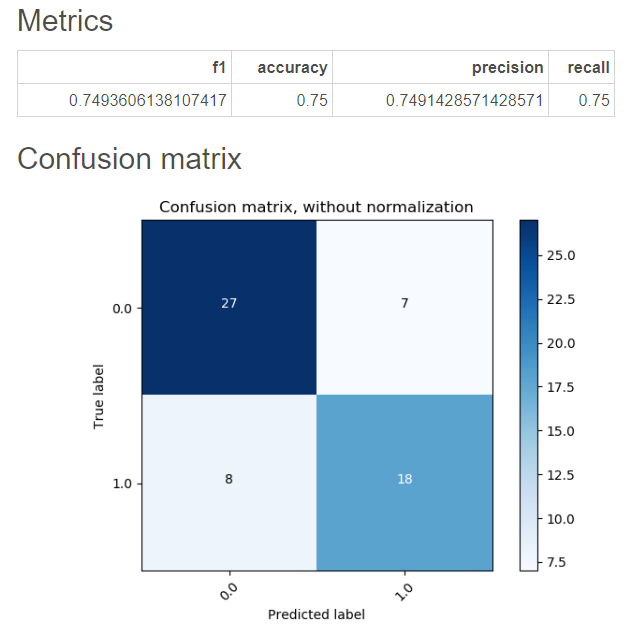 Metrics
f1 accuracy precision recall
0.7493606138107417 0.75 0.7491428571428571 0.75
Confusion matrix
Confusion matrix, without normalization
27 7
8 18
0.0
1.0
True label
0.0 1.0
Predicted label
25.0
22.5
20.0
17.5
15.0
12.5
10.0
7.5